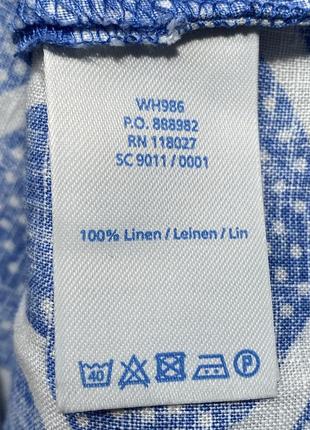 WH986
P.O. 888982
RN 118027
SC 9011 / 0001
100% Linen / Leinen / Lin
40 P